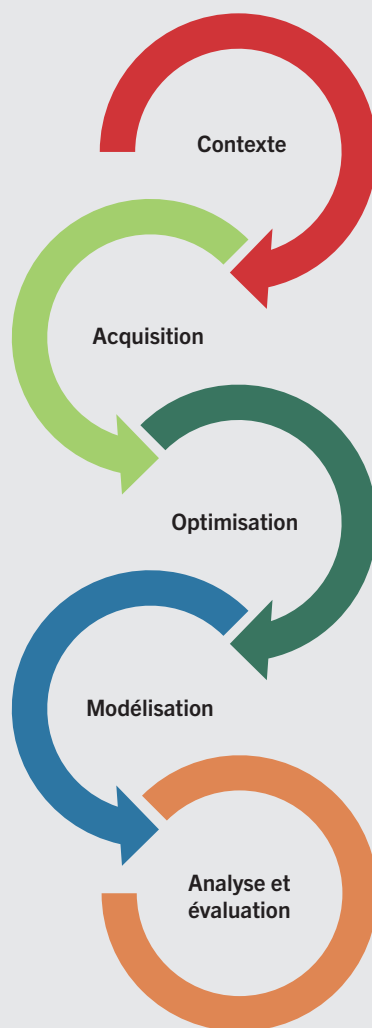 Contexte
Acquisition
Optimisation
Modélisation
Analyse et
évaluation